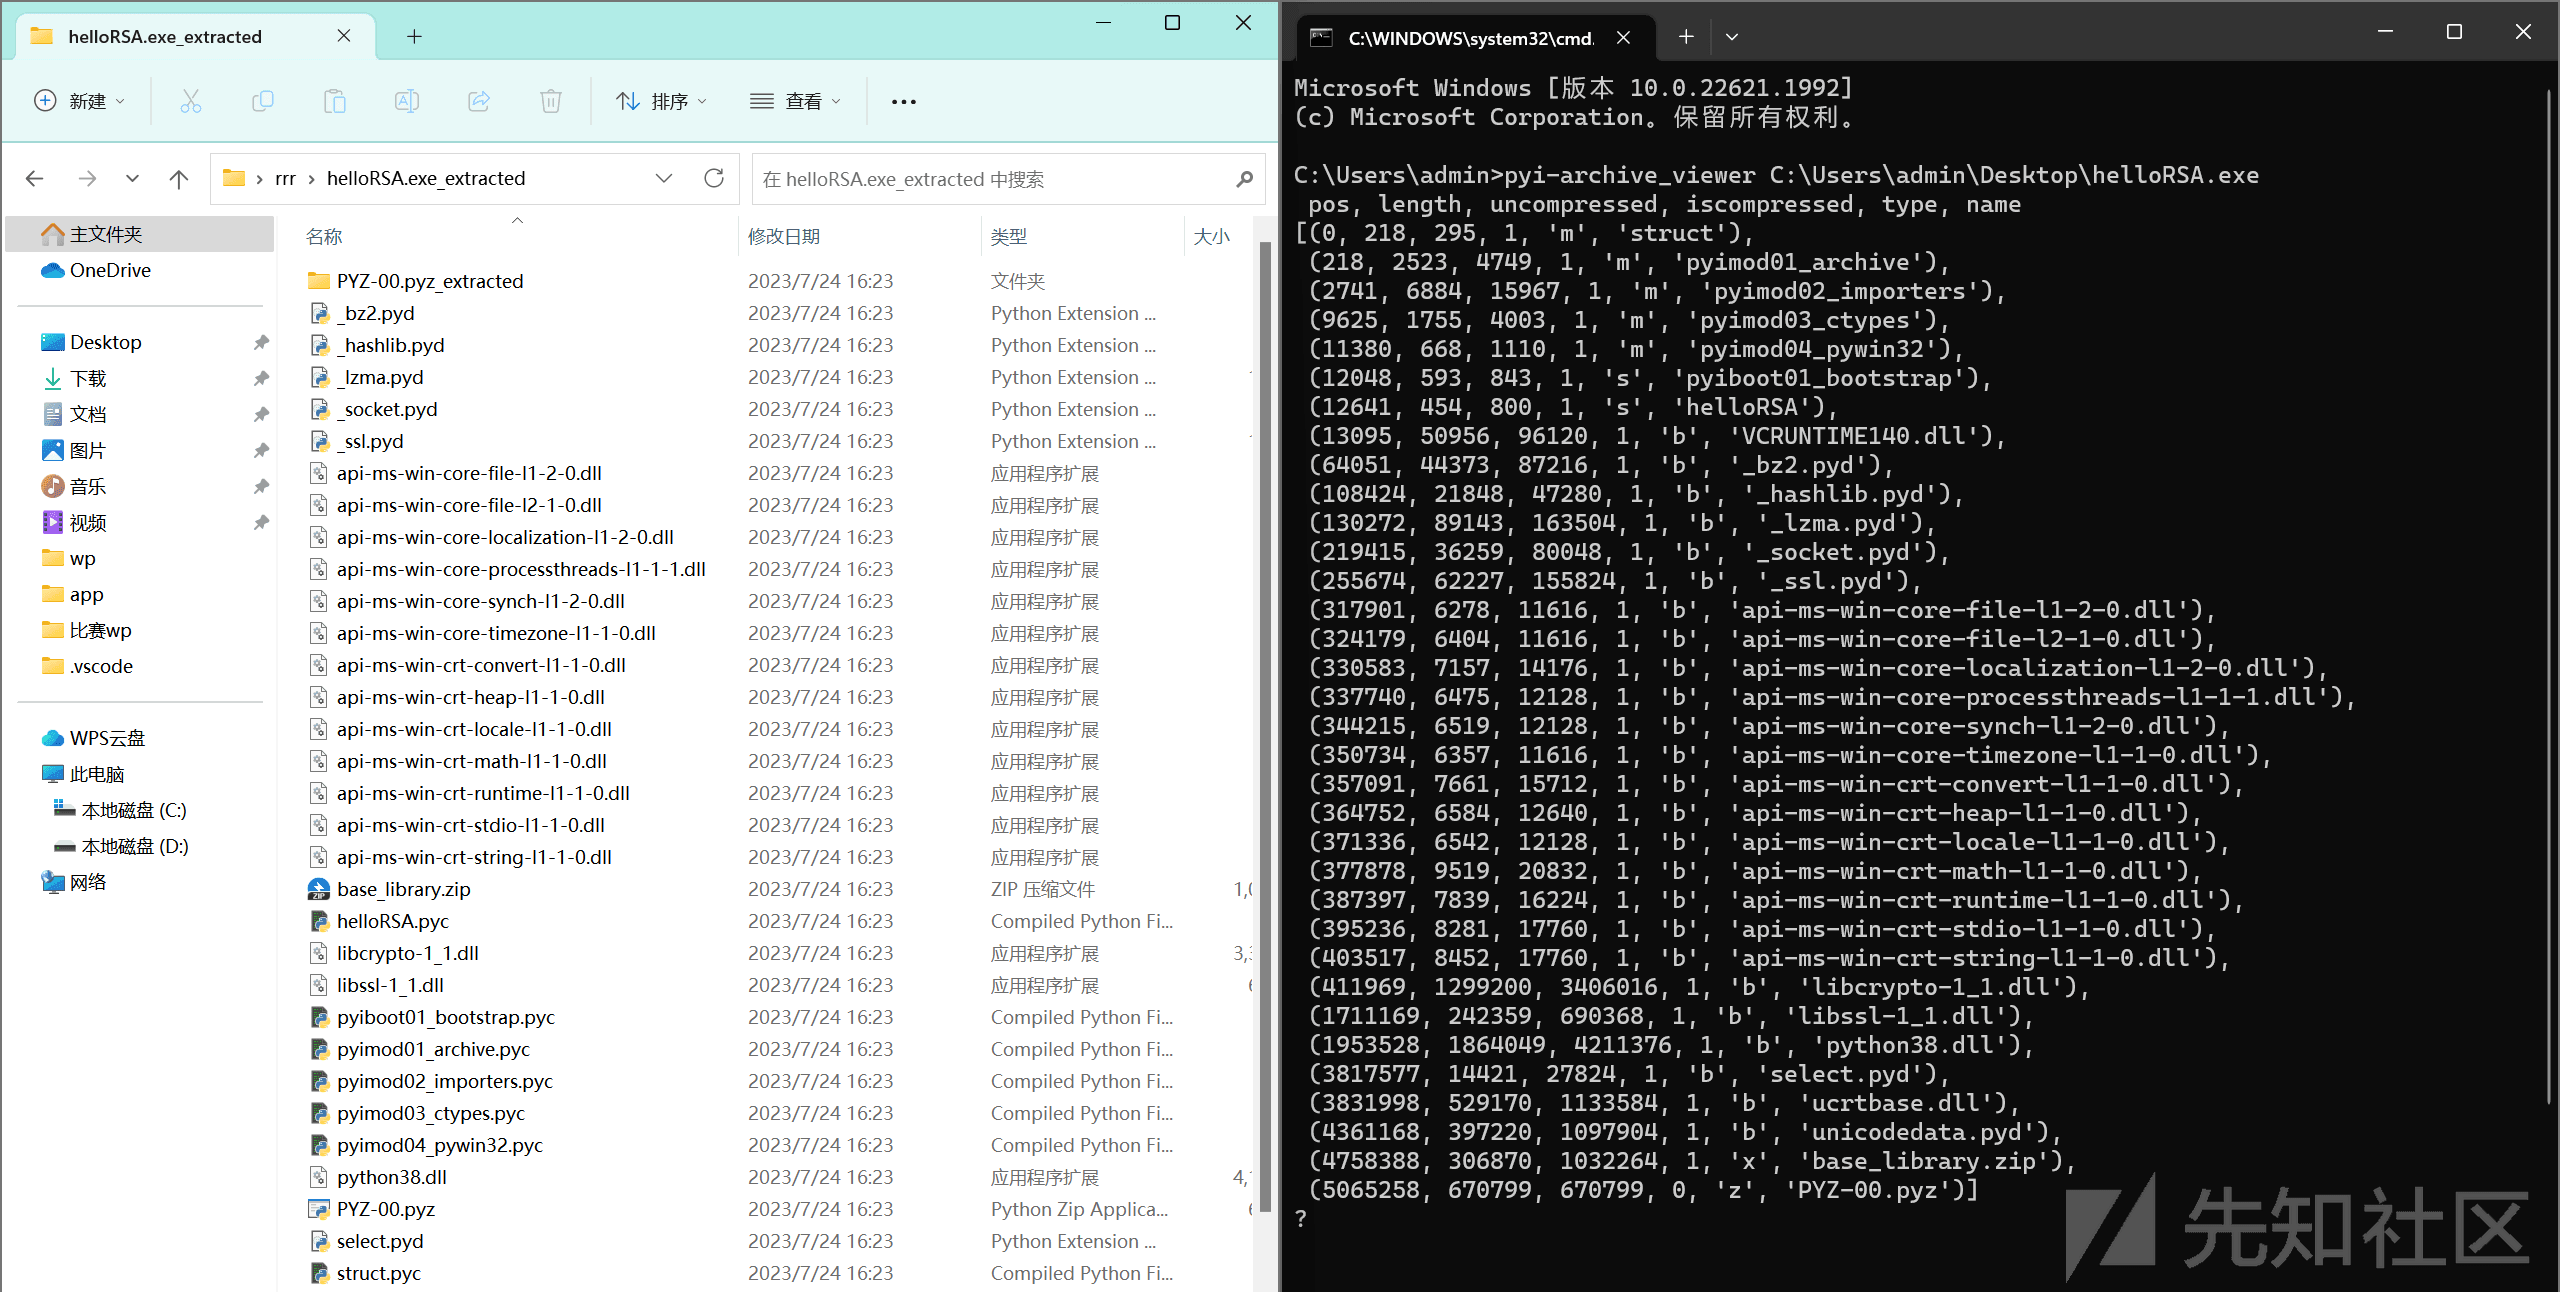 helloRSA.exe_extracted
新建
排序
查看
rrr > helloRSA.exe_extracted
在 helloRSA.exe_extracted 中搜索
主文件夹
OneDrive
Desktop
下载
文档
图片
音乐
视频
wp
app
比赛wp
.vscode
WPS云盘
此电脑
本地磁盘 (C:)
本地磁盘 (D:)
网络
名称 修改日期 类型 大小
PYZ-00.pyz_extracted 2023/7/24 16:23 文件夹
_bz2.pyd 2023/7/24 16:23 Python Extension ...
_hashlib.pyd 2023/7/24 16:23 Python Extension ...
_lzma.pyd 2023/7/24 16:23 Python Extension ...
_socket.pyd 2023/7/24 16:23 Python Extension ...
_ssl.pyd 2023/7/24 16:23 Python Extension ...
api-ms-win-core-file-l1-2-0.dll 2023/7/24 16:23 应用程序扩展
api-ms-win-core-file-l2-1-0.dll 2023/7/24 16:23 应用程序扩展
api-ms-win-core-localization-l1-2-0.dll 2023/7/24 16:23 应用程序扩展
api-ms-win-core-processthreads-l1-1-1.dll 2023/7/24 16:23 应用程序扩展
api-ms-win-core-synch-l1-2-0.dll 2023/7/24 16:23 应用程序扩展
api-ms-win-core-timezone-l1-1-0.dll 2023/7/24 16:23 应用程序扩展
api-ms-win-crt-convert-l1-1-0.dll 2023/7/24 16:23 应用程序扩展
api-ms-win-crt-heap-l1-1-0.dll 2023/7/24 16:23 应用程序扩展
api-ms-win-crt-locale-l1-1-0.dll 2023/7/24 16:23 应用程序扩展
api-ms-win-crt-math-l1-1-0.dll 2023/7/24 16:23 应用程序扩展
api-ms-win-crt-runtime-l1-1-0.dll 2023/7/24 16:23 应用程序扩展
api-ms-win-crt-stdio-l1-1-0.dll 2023/7/24 16:23 应用程序扩展
api-ms-win-crt-string-l1-1-0.dll 2023/7/24 16:23 应用程序扩展
base_library.zip 2023/7/24 16:23 ZIP 压缩文件
helloRSA.pyc 2023/7/24 16:23 Compiled Python Fi...
libcrypto-1_1.dll 2023/7/24 16:23 应用程序扩展
libssl-1_1.dll 2023/7/24 16:23 应用程序扩展
pyiboot01_bootstrap.pyc 2023/7/24 16:23 Compiled Python Fi...
pyimod01_archive.pyc 2023/7/24 16:23 Compiled Python Fi...
pyimod02_importers.pyc 2023/7/24 16:23 Compiled Python Fi...
pyimod03_ctypes.pyc 2023/7/24 16:23 Compiled Python Fi...
pyimod04_pywin32.pyc 2023/7/24 16:23 Compiled Python Fi...
python38.dll 2023/7/24 16:23 应用程序扩展
PYZ-00.pyz 2023/7/24 16:23 Python Zip Applica...
select.pyd 2023/7/24 16:23 Python Extension ...
struct.pyc 2023/7/24 16:23 Compiled Python Fi...
C:\WINDOWS\system32\cmd.
Microsoft Windows [版本 10.0.22621.1992]
(c) Microsoft Corporation。保留所有权利。
C:\Users\admin>pyi-archive_viewer C:\Users\admin\Desktop\helloRSA.exe
pos, length, uncompressed, iscompressed, type, name
[(0, 218, 295, 1, 'm', 'struct'),
(218, 2523, 4749, 1, 'm', 'pyimod01_archive'),
(2741, 6884, 15967, 1, 'm', 'pyimod02_importers'),
(9625, 1755, 4003, 1, 'm', 'pyimod03_ctypes'),
(11380, 668, 1110, 1, 'm', 'pyimod04_pywin32'),
(12048, 593, 843, 1, 's', 'pyiboot01_bootstrap'),
(12641, 454, 800, 1, 's', 'helloRSA'),
(13095, 50956, 96120, 1, 'b', 'VCRUNTIME140.dll'),
(64051, 44373, 87216, 1, 'b', '_bz2.pyd'),
(108424, 21848, 47280, 1, 'b', '_hashlib.pyd'),
(130272, 89143, 163504, 1, 'b', '_lzma.pyd'),
(219415, 36259, 80048, 1, 'b', '_socket.pyd'),
(255674, 62227, 155824, 1, 'b', '_ssl.pyd'),
(317901, 6278, 11616, 1, 'b', 'api-ms-win-core-file-l1-2-0.dll'),
(324179, 6404, 11616, 1, 'b', 'api-ms-win-core-file-l2-1-0.dll'),
(330583, 7157, 14176, 1, 'b', 'api-ms-win-core-localization-l1-2-0.dll'),
(337740, 6475, 12128, 1, 'b', 'api-ms-win-core-processthreads-l1-1-1.dll'),
(344215, 6519, 12128, 1, 'b', 'api-ms-win-core-synch-l1-2-0.dll'),
(350734, 6357, 11616, 1, 'b', 'api-ms-win-core-timezone-l1-1-0.dll'),
(357091, 7661, 15712, 1, 'b', 'api-ms-win-crt-convert-l1-1-0.dll'),
(364752, 6584, 12640, 1, 'b', 'api-ms-win-crt-heap-l1-1-0.dll'),
(371336, 6542, 12128, 1, 'b', 'api-ms-win-crt-locale-l1-1-0.dll'),
(377878, 9519, 20832, 1, 'b', 'api-ms-win-crt-math-l1-1-0.dll'),
(387397, 7839, 16224, 1, 'b', 'api-ms-win-crt-runtime-l1-1-0.dll'),
(395236, 8281, 17760, 1, 'b', 'api-ms-win-crt-stdio-l1-1-0.dll'),
(403517, 8452, 17760, 1, 'b', 'api-ms-win-crt-string-l1-1-0.dll'),
(411969, 1299200, 3406016, 1, 'b', 'libcrypto-1_1.dll'),
(1711169, 242359, 690368, 1, 'b', 'libssl-1_1.dll'),
(1953528, 1864049, 4211376, 1, 'b', 'python38.dll'),
(3817577, 14421, 27824, 1, 'b', 'select.pyd'),
(3831998, 529170, 1133584, 1, 'b', 'ucrtbase.dll'),
(4361168, 397220, 1097904, 1, 'b', 'unicodedata.pyd'),
(4758388, 306870, 1032264, 1, 'x', 'base_library.zip'),
(5065258, 670799, 670799, 0, 'z', 'PYZ-00.pyz')]
?
先知社区